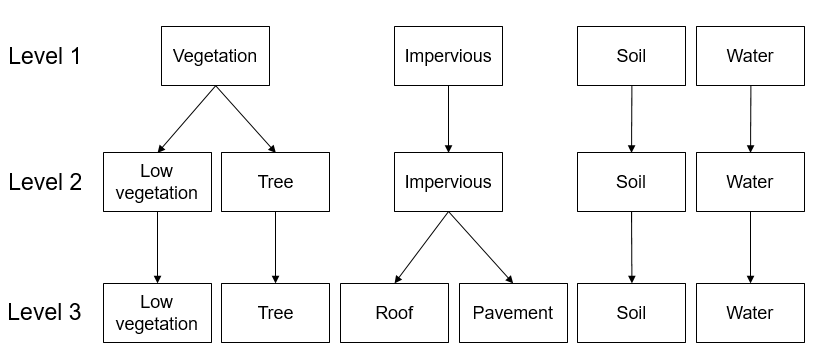 Level 1
Vegetation
Impervious
Soil
Water
Level 2
Low
vegetation
Tree
Impervious
Soil
Water
Level 3
Low
vegetation
Tree
Roof
Pavement
Soil
Water